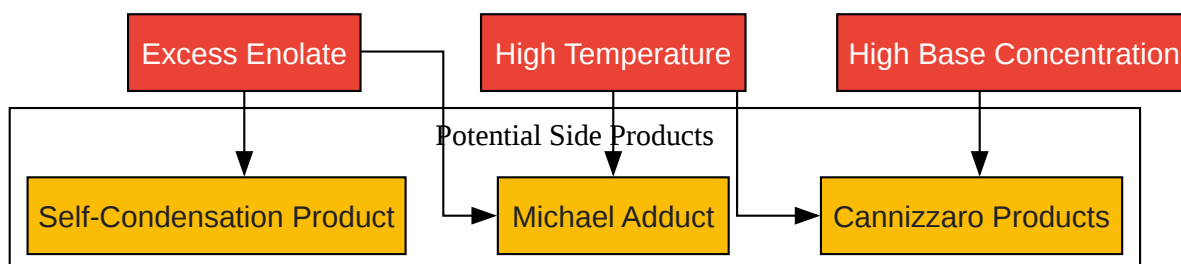 Excess Enolate
High Temperature
High Base Concentration
Potential Side Products
Self-Condensation Product
Michael Adduct
Cannizzaro Products